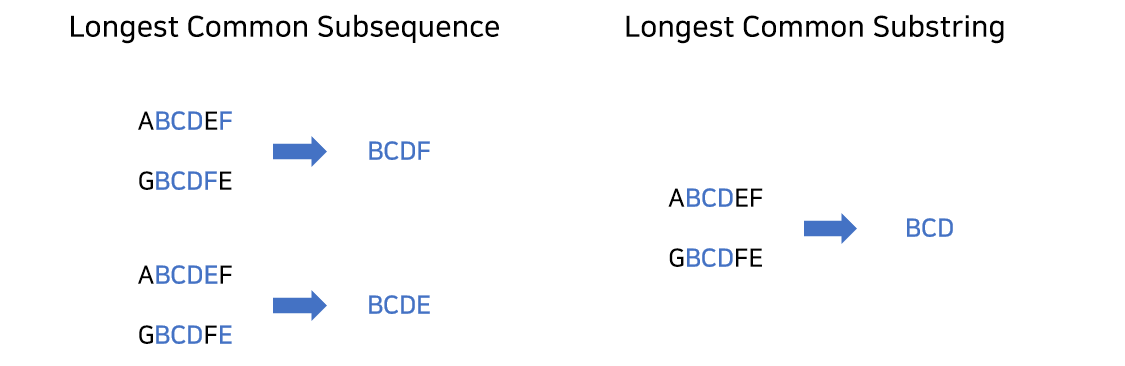 Longest Common Subsequence
ABCDEF
BCDF
GBCDFE
ABCDEF
BCDE
GBCDFE
Longest Common Substring
ABCDEF
BCD
GBCDFE